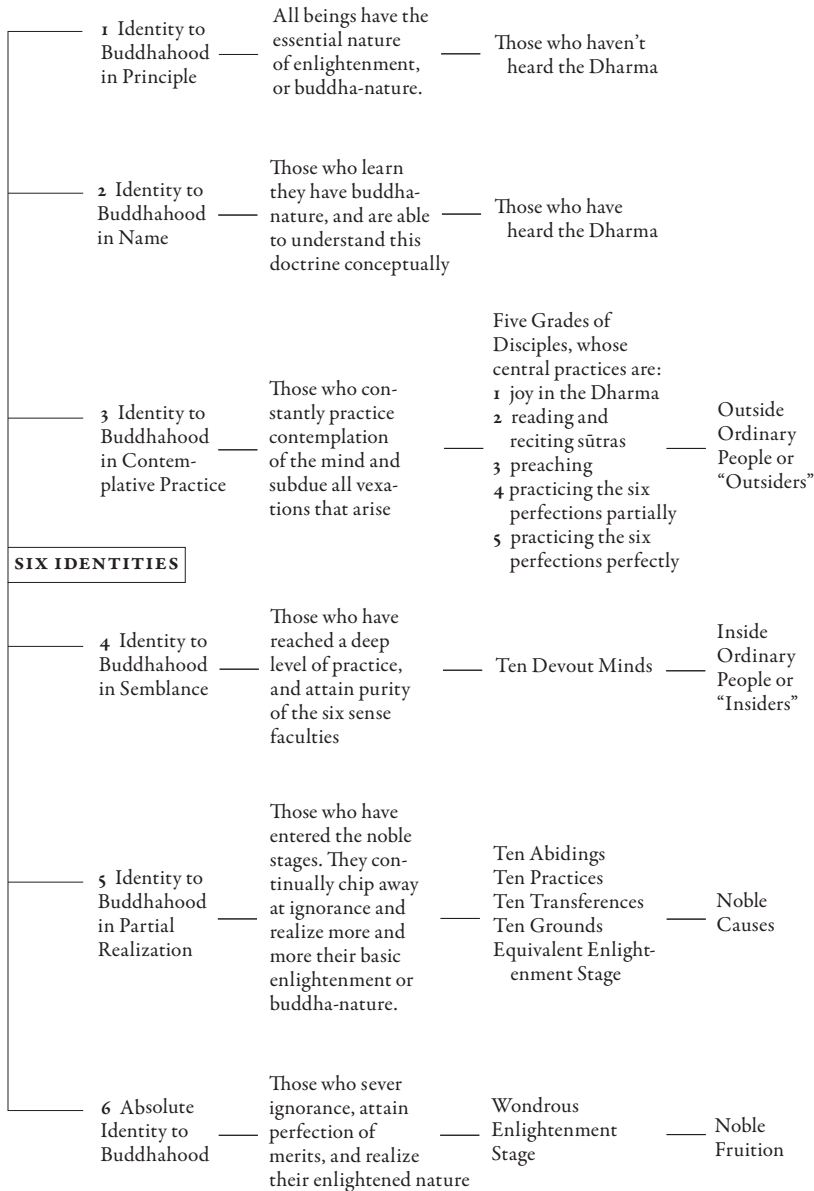 1 Identity to
Buddhahood
in Principle
All beings have the
essential nature
of enlightenment,
or buddha-nature.
Those who haven't
heard the Dharma
2 Identity to
Buddhahood
in Name
Those who learn
they have buddha-
nature, and are able
to understand this
doctrine conceptually
Those who have
heard the Dharma
3 Identity to
Buddhahood
in Contem-
plative Practice
Those who con-
stantly practice
contemplation
of the mind and
subdue all vexa-
tions that arise
Five Grades of
Disciples, whose
central practices are:
1 joy in the Dharma
2 reading and
reciting sūtras
3 preaching
4 practicing the six
perfections partially
5 practicing the six
perfections perfectly
Outside
Ordinary
People or
“Outsiders”
SIX IDENTITIES
4 Identity to
Buddhahood
in Semblance
Those who have
reached a deep
level of practice,
and attain purity
of the six sense
faculties
Ten Devout Minds
Inside
Ordinary
People or
“Insiders”
5 Identity to
Buddhahood
in Partial
Realization
Those who have
entered the noble
stages. They con-
tinually chip away
at ignorance and
realize more and
more their basic
enlightenment or
buddha-nature.
Ten Abidings
Ten Practices
Ten Transferences
Ten Grounds
Equivalent Enlight-
enment Stage
Noble
Causes
6 Absolute
Identity to
Buddhahood
Those who sever
ignorance, attain
perfection of
merits, and realize
their enlightened nature
Wondrous
Enlightenment
Stage
Noble
Fruition